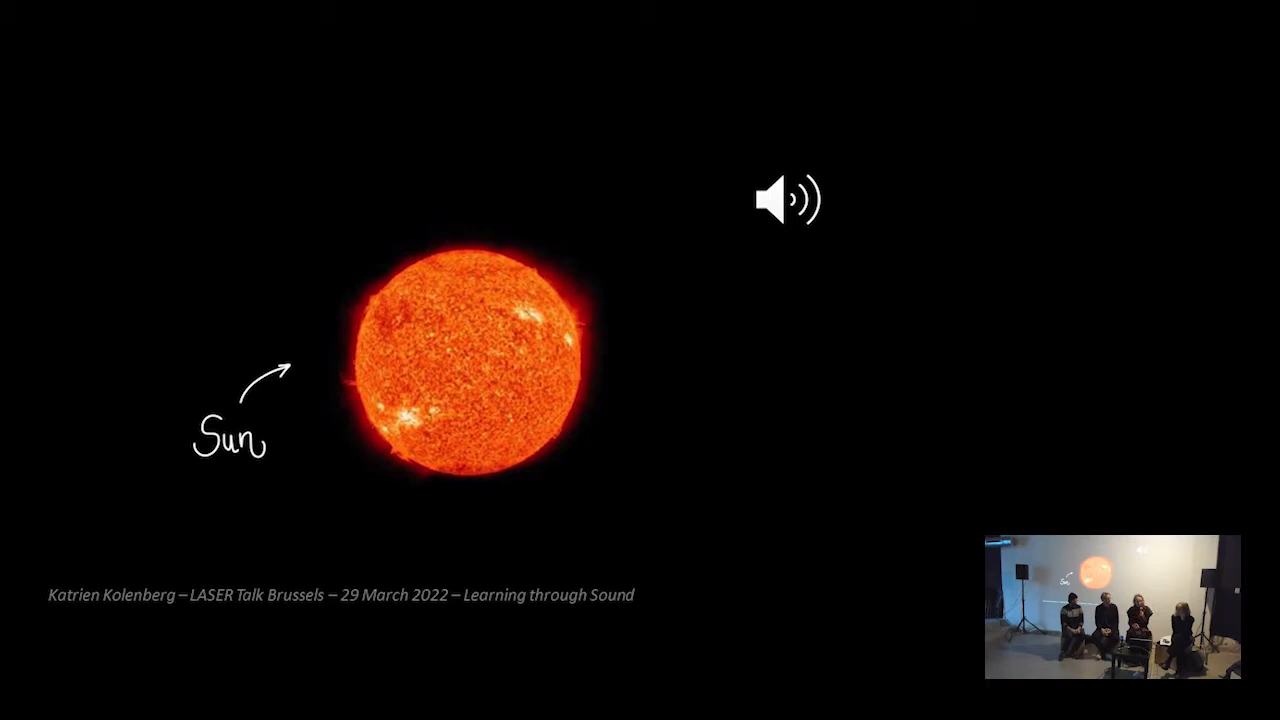 Sun
Katrien Kolenberg – LASER Talk Brussels – 29 March 2022 – Learning through Sound